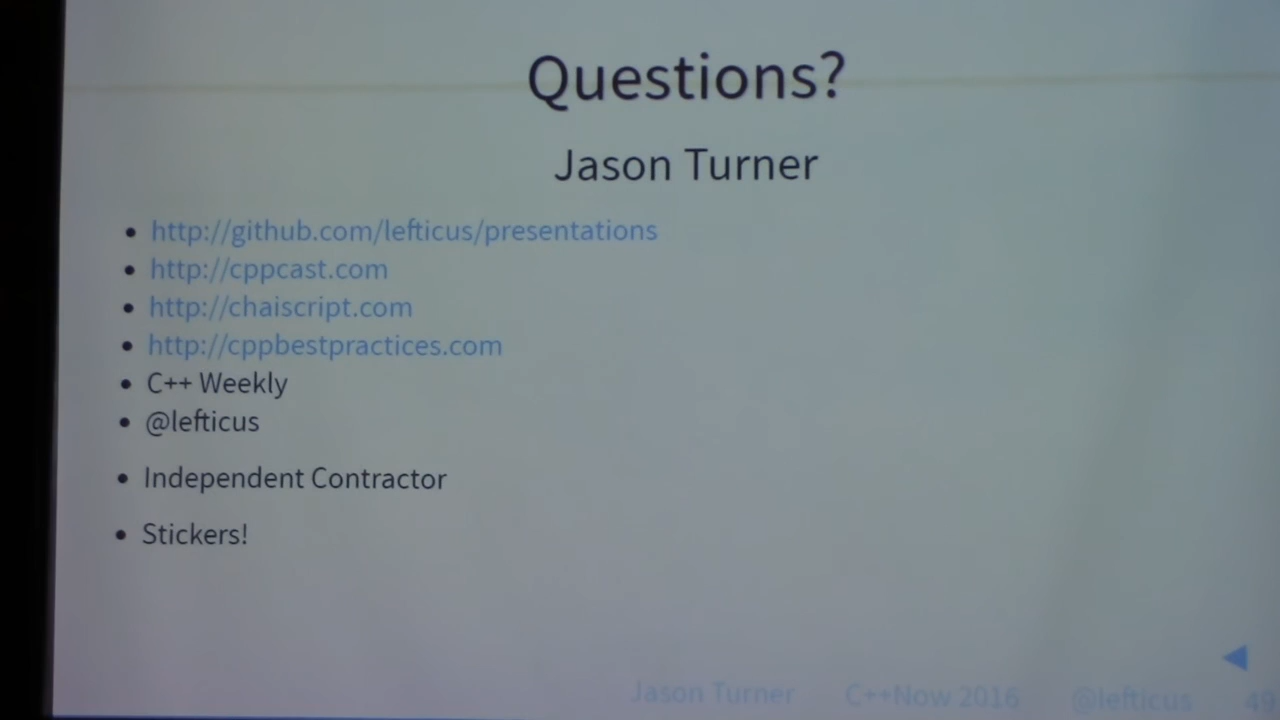 Questions?
Jason Turner
• http://github.com/lefticus/presentations
• http://cppcast.com
• http://chaiscript.com
• http://cppbestpractices.com
• C++ Weekly
• @lefticus
• Independent Contractor
• Stickers!
Jason Turner C++Now 2016 @lefticus 49